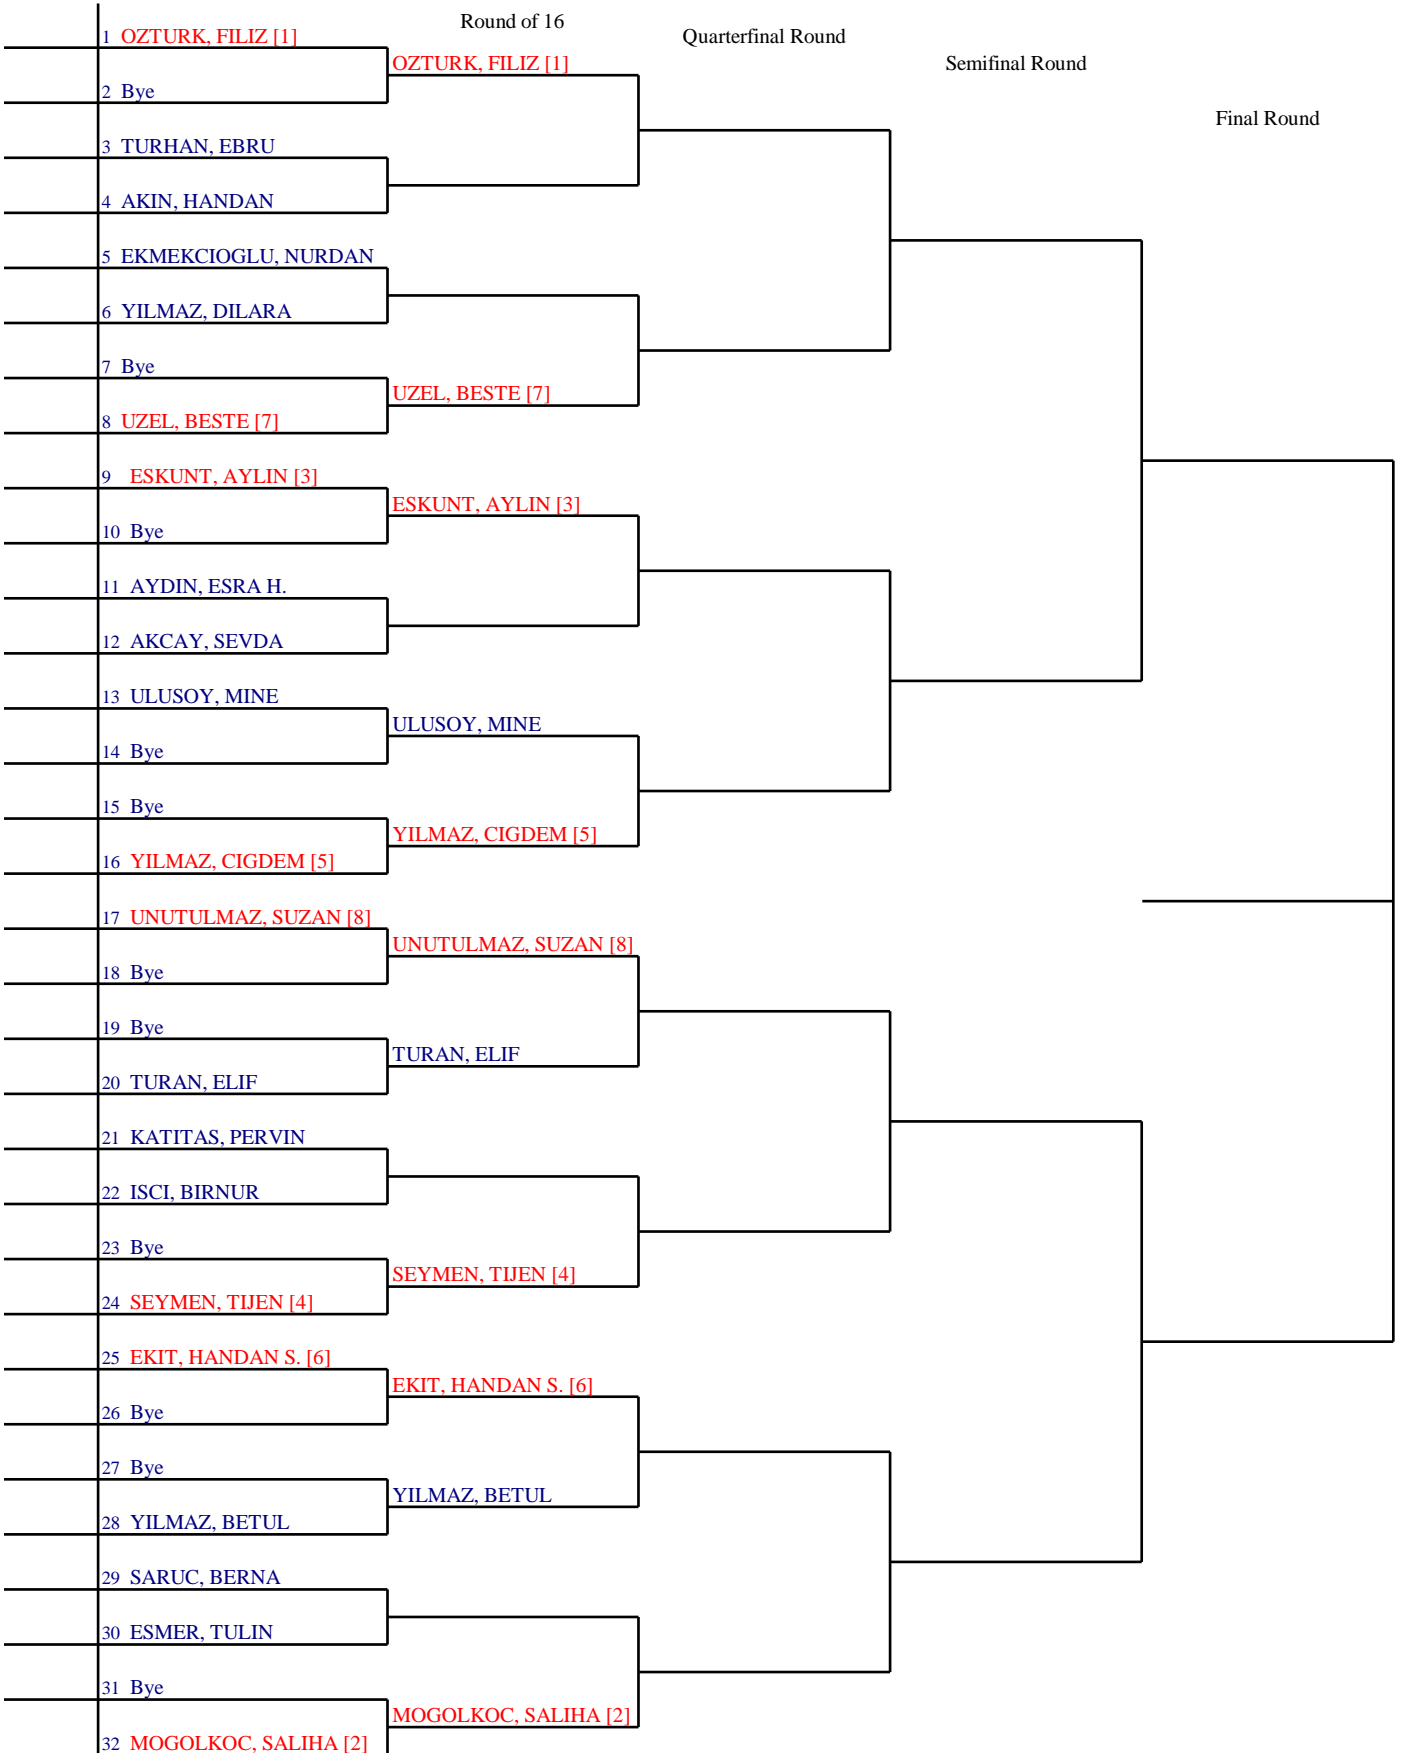 Round of 16
Quarterfinal Round
Semifinal Round
Final Round
1 OZTURK, FILIZ [1]
OZTURK, FILIZ [1]
2 Bye
3 TURHAN, EBRU
4 AKIN, HANDAN
5 EKMEKCIOGLU, NURDAN
6 YILMAZ, DILARA
7 Bye
UZEL, BESTE [7]
8 UZEL, BESTE [7]
9 ESKUNT, AYLIN [3]
ESKUNT, AYLIN [3]
10 Bye
11 AYDIN, ESRA H.
12 AKCAY, SEVDA
13 ULUSOY, MINE
ULUSOY, MINE
14 Bye
15 Bye
YILMAZ, CIGDEM [5]
16 YILMAZ, CIGDEM [5]
17 UNUTULMAZ, SUZAN [8]
UNUTULMAZ, SUZAN [8]
18 Bye
19 Bye
TURAN, ELIF
20 TURAN, ELIF
21 KATITAS, PERVIN
22 ISCI, BIRNUR
23 Bye
SEYMEN, TIJEN [4]
24 SEYMEN, TIJEN [4]
25 EKIT, HANDAN S. [6]
EKIT, HANDAN S. [6]
26 Bye
27 Bye
YILMAZ, BETUL
28 YILMAZ, BETUL
29 SARUC, BERNA
30 ESMER, TULIN
31 Bye
MOGOLKOC, SALIHA [2]
32 MOGOLKOC, SALIHA [2]